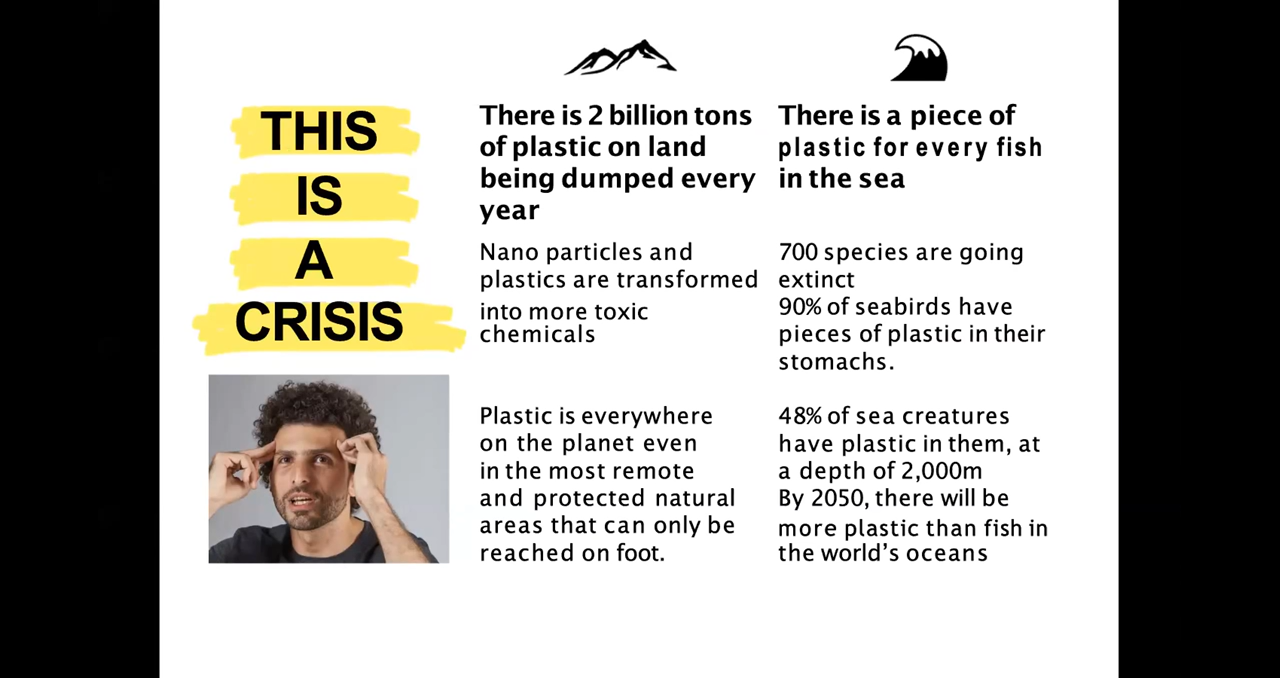 THIS
IS
A
CRISIS
There is 2 billion tons
of plastic on land
being dumped every
year
Nano particles and
plastics are transformed
into more toxic
chemicals
Plastic is everywhere
on the planet even
in the most remote
and protected natural
areas that can only be
reached on foot.
There is a piece of
plastic for every fish
in the sea
700 species are going
extinct
90% of seabirds have
pieces of plastic in their
stomachs.
48% of sea creatures
have plastic in them, at
a depth of 2,000m
By 2050, there will be
more plastic than fish in
the world’s oceans